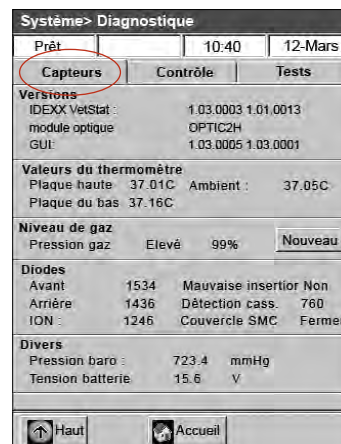 Système> Diagnostique
Prêt 10:40 12-Mars
Capteurs Contrôle Tests
Versions
IDEXX VetStat : 1.03.0003 1.01.0013
module optique OPTIC2H
GUI: 1.03.0005 1.03.0001
Valeurs du thermomètre
Plaque haute 37.01C Ambient : 37.05C
Plaque du bas 37.16C
Niveau de gaz
Pression gaz Elevé 99% Nouveau
Diodes
Avant 1534 Mauvaise insertior Non
Arrière 1436 Détection cass. 760
ION : 1246 Couvercle SMC Ferme
Divers
Pression baro : 723.4 mmHg
Tension batterie 15.6 V
Haut Accueil